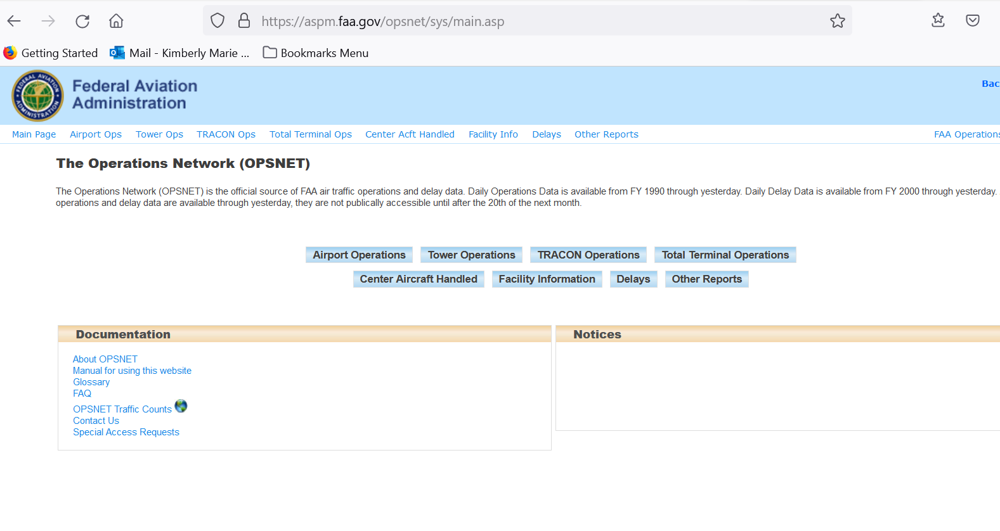 https://aspm.faa.gov/opsnet/sys/main.asp
Getting Started Mail - Kimberly Marie ... Bookmarks Menu
FEDERAL AVIATION ADMINISTRATION
Federal Aviation
Administration
Bac
Main Page Airport Ops Tower Ops TRACON Ops Total Terminal Ops Center Acft Handled Facility Info Delays Other Reports FAA Operations
The Operations Network (OPSNET)
The Operations Network (OPSNET) is the official source of FAA air traffic operations and delay data. Daily Operations Data is available from FY 1990 through yesterday. Daily Delay Data is available from FY 2000 through yesterday.
operations and delay data are available through yesterday, they are not publically accessible until after the 20th of the next month.
Airport Operations Tower Operations TRACON Operations Total Terminal Operations
Center Aircraft Handled Facility Information Delays Other Reports
Documentation
About OPSNET
Manual for using this website
Glossary
FAQ
OPSNET Traffic Counts
Contact Us
Special Access Requests
Notices